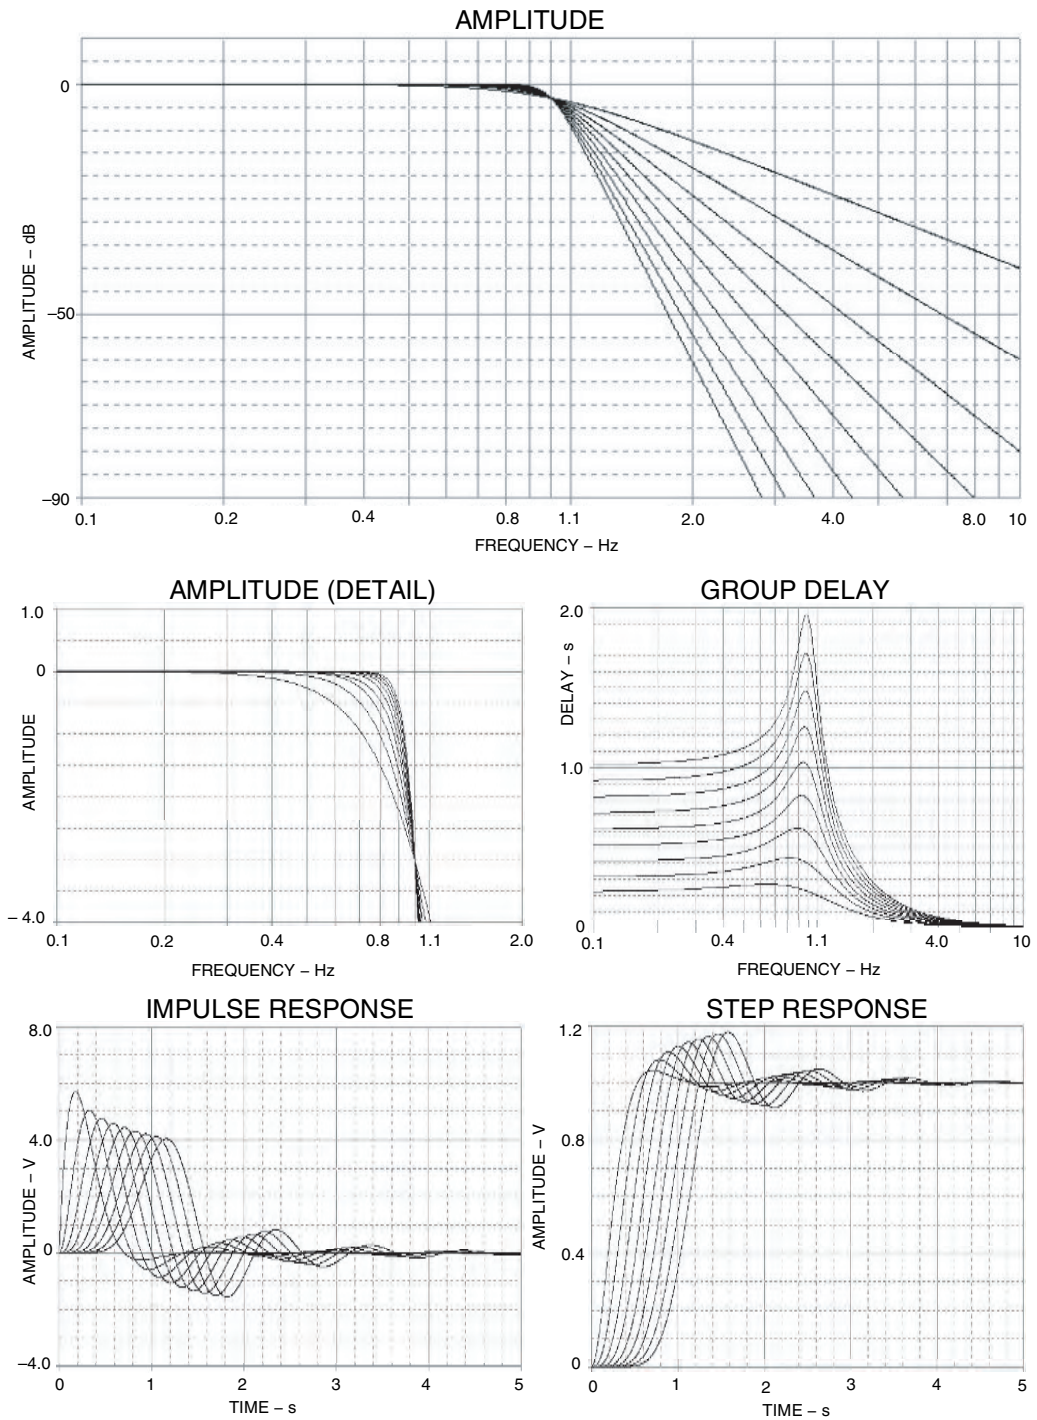 AMPLITUDE
0
–50
–90
AMPLITUDE – dB
0.1 0.2 0.4 0.8 1.1 2.0 4.0 8.0 10
FREQUENCY – Hz
AMPLITUDE (DETAIL)
1.0
0
– 4.0
AMPLITUDE
0.1 0.2 0.4 0.8 1.1 2.0
FREQUENCY – Hz
GROUP DELAY
2.0
1.0
0
DELAY – s
0.1 0.4 1.1 4.0 10
FREQUENCY – Hz
IMPULSE RESPONSE
8.0
4.0
0
–4.0
AMPLITUDE – V
0 1 2 3 4 5
TIME – s
STEP RESPONSE
1.2
0.8
0.4
0
AMPLITUDE – V
0 1 2 3 4 5
TIME – s